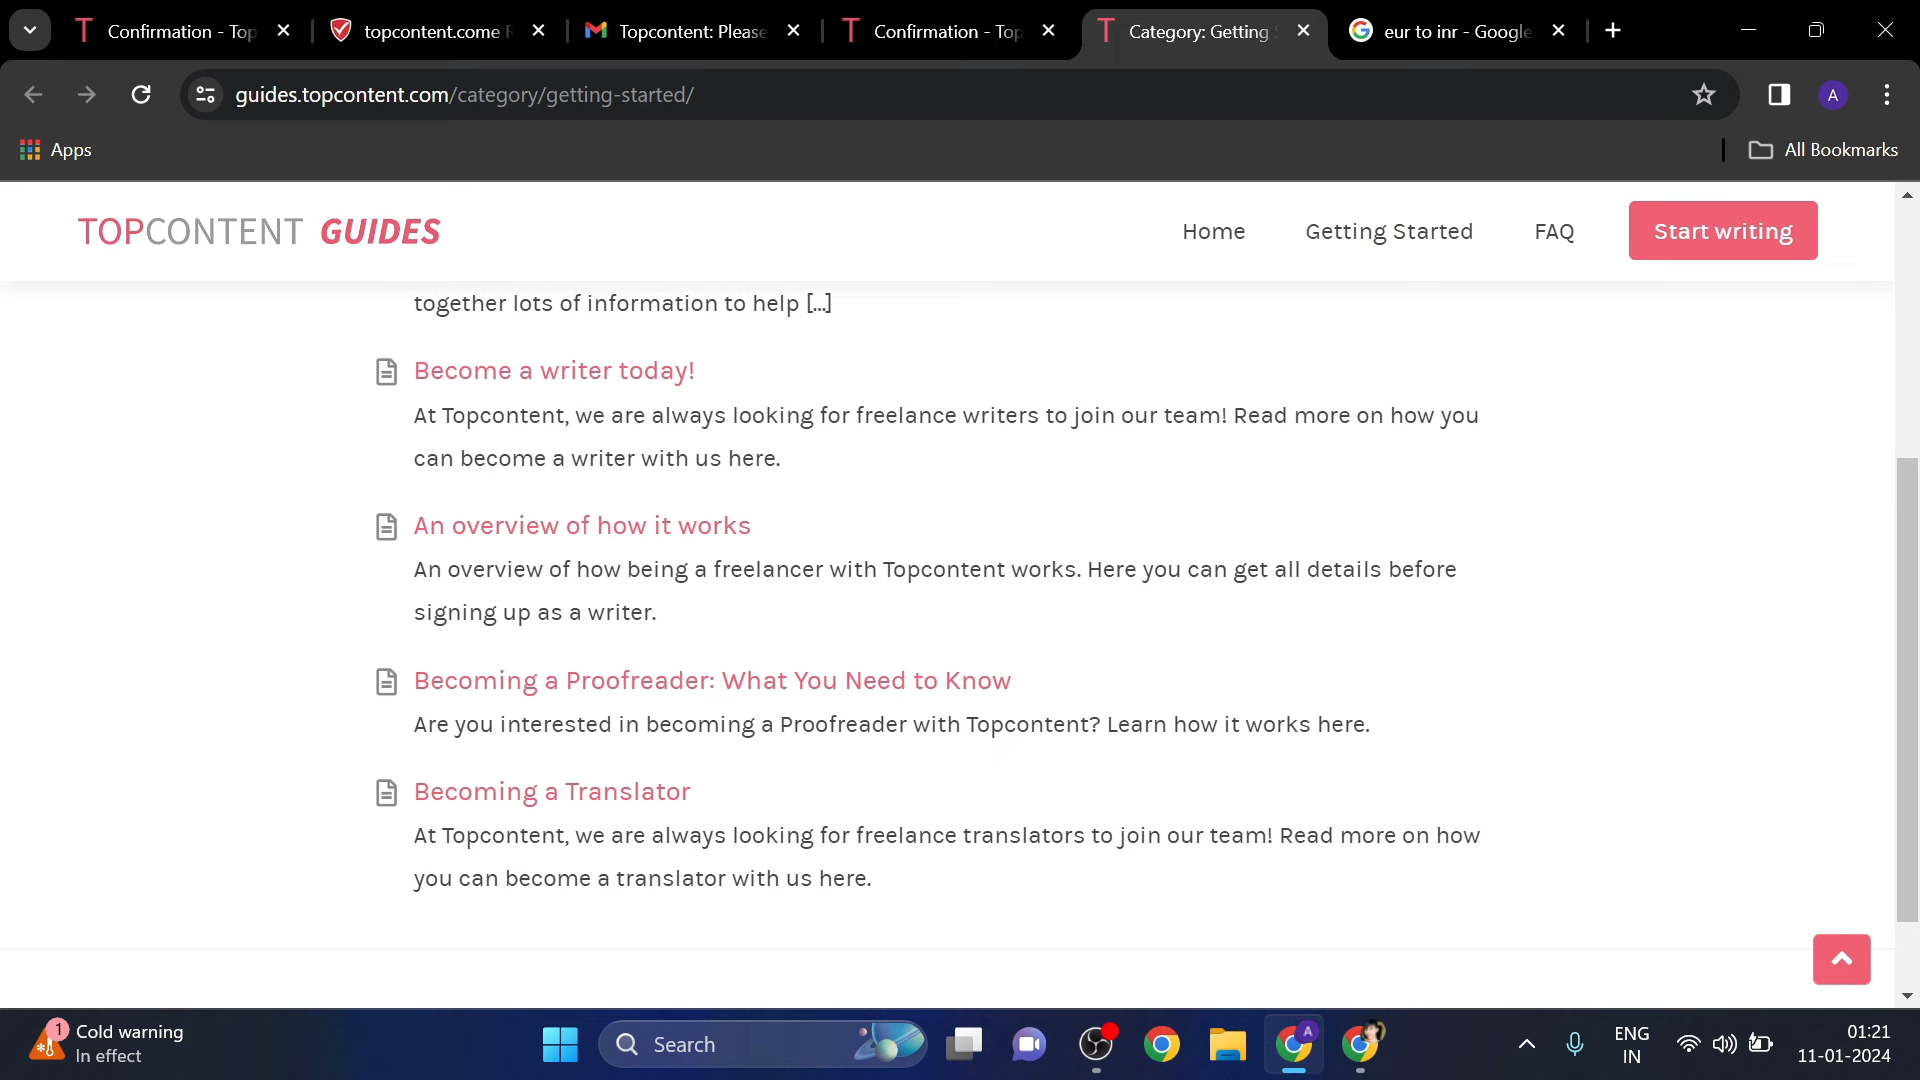 Confirmation - Top
topcontent.come R
Topcontent: Please
Confirmation - Top
Category: Getting S
eur to inr - Google
guides.topcontent.com/category/getting-started/
A
Apps
All Bookmarks
TOPCONTENT GUIDES
Home
Getting Started
FAQ
Start writing
together lots of information to help [...]
Become a writer today!
At Topcontent, we are always looking for freelance writers to join our team! Read more on how you
can become a writer with us here.
An overview of how it works
An overview of how being a freelancer with Topcontent works. Here you can get all details before
signing up as a writer.
Becoming a Proofreader: What You Need to Know
Are you interested in becoming a Proofreader with Topcontent? Learn how it works here.
Becoming a Translator
At Topcontent, we are always looking for freelance translators to join our team! Read more on how
you can become a translator with us here.
1
Cold warning
In effect
Search
A
ENG
IN
01:21
11-01-2024